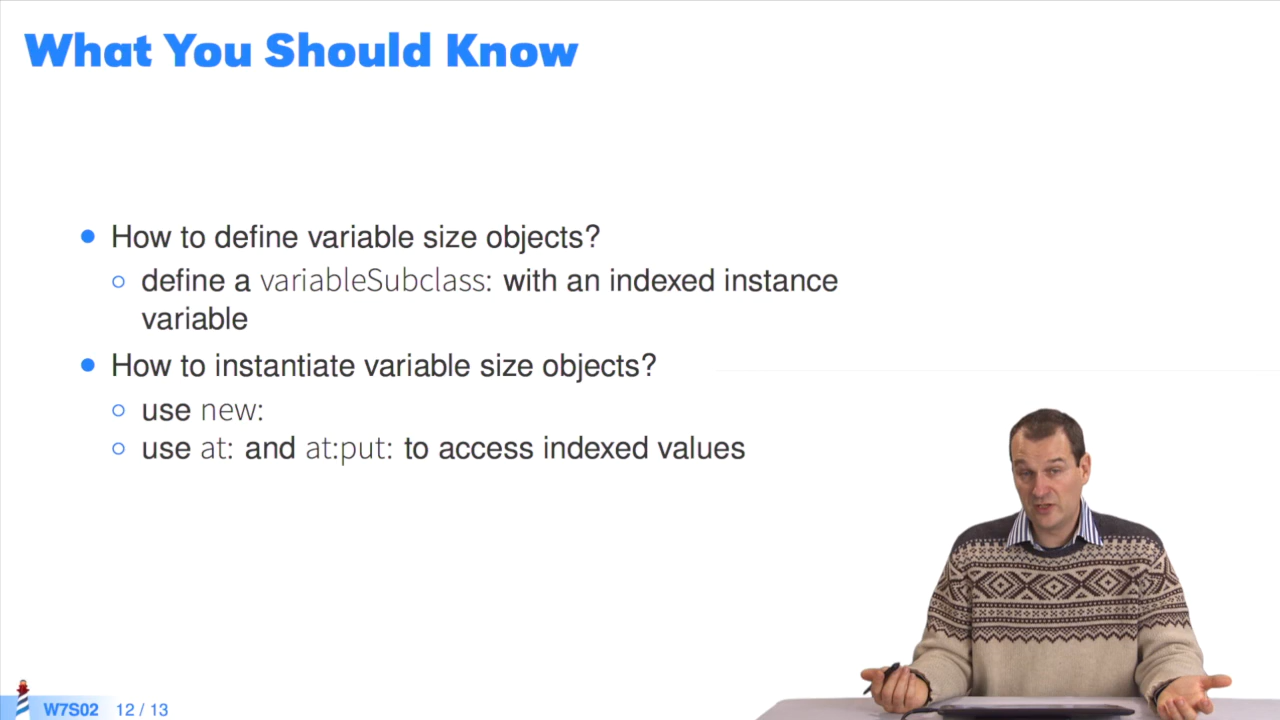 What You Should Know
● How to define variable size objects?
○ define a variableSubclass: with an indexed instance
variable
● How to instantiate variable size objects?
○ use new:
○ use at: and at:put: to access indexed values
W7S02 12 / 13